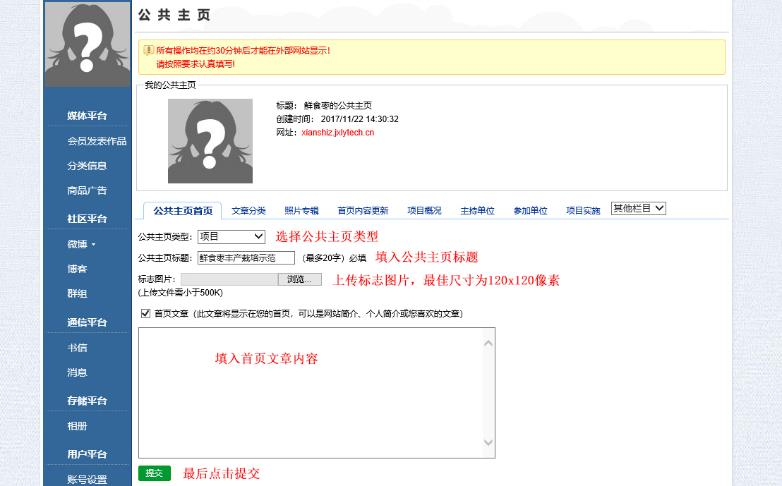 公共主页
所有操作均在约30分钟后才能在外部网站显示!
请按照要求认真填写!
我的公共主页
标题： 鲜食枣的公共主页
创建时间： 2017/11/22 14:30:32
网址： xianshiz.jxlytech.cn
媒体平台
会员发表作品
分类信息
商品广告
社区平台
微博
博客
群组
通信平台
书信
消息
存储平台
相册
用户平台
账号设置
公共主页首页 文章分类 照片专辑 首页内容更新 项目概况 主持单位 参加单位 项目实施 其他栏目
公共主页类型： 项目 选择公共主页类型
公共主页标题： 鲜食枣丰产栽培示范 （最多20字）必填 填入公共主页标题
标志图片： 浏览... 上传标志图片，最佳尺寸为120x120像素
(上传文件需小于500K)
首页文章（此文章将显示在您的首页，可以是网站简介、个人简介或您喜欢的文章）
填入首页文章内容
提交 最后点击提交